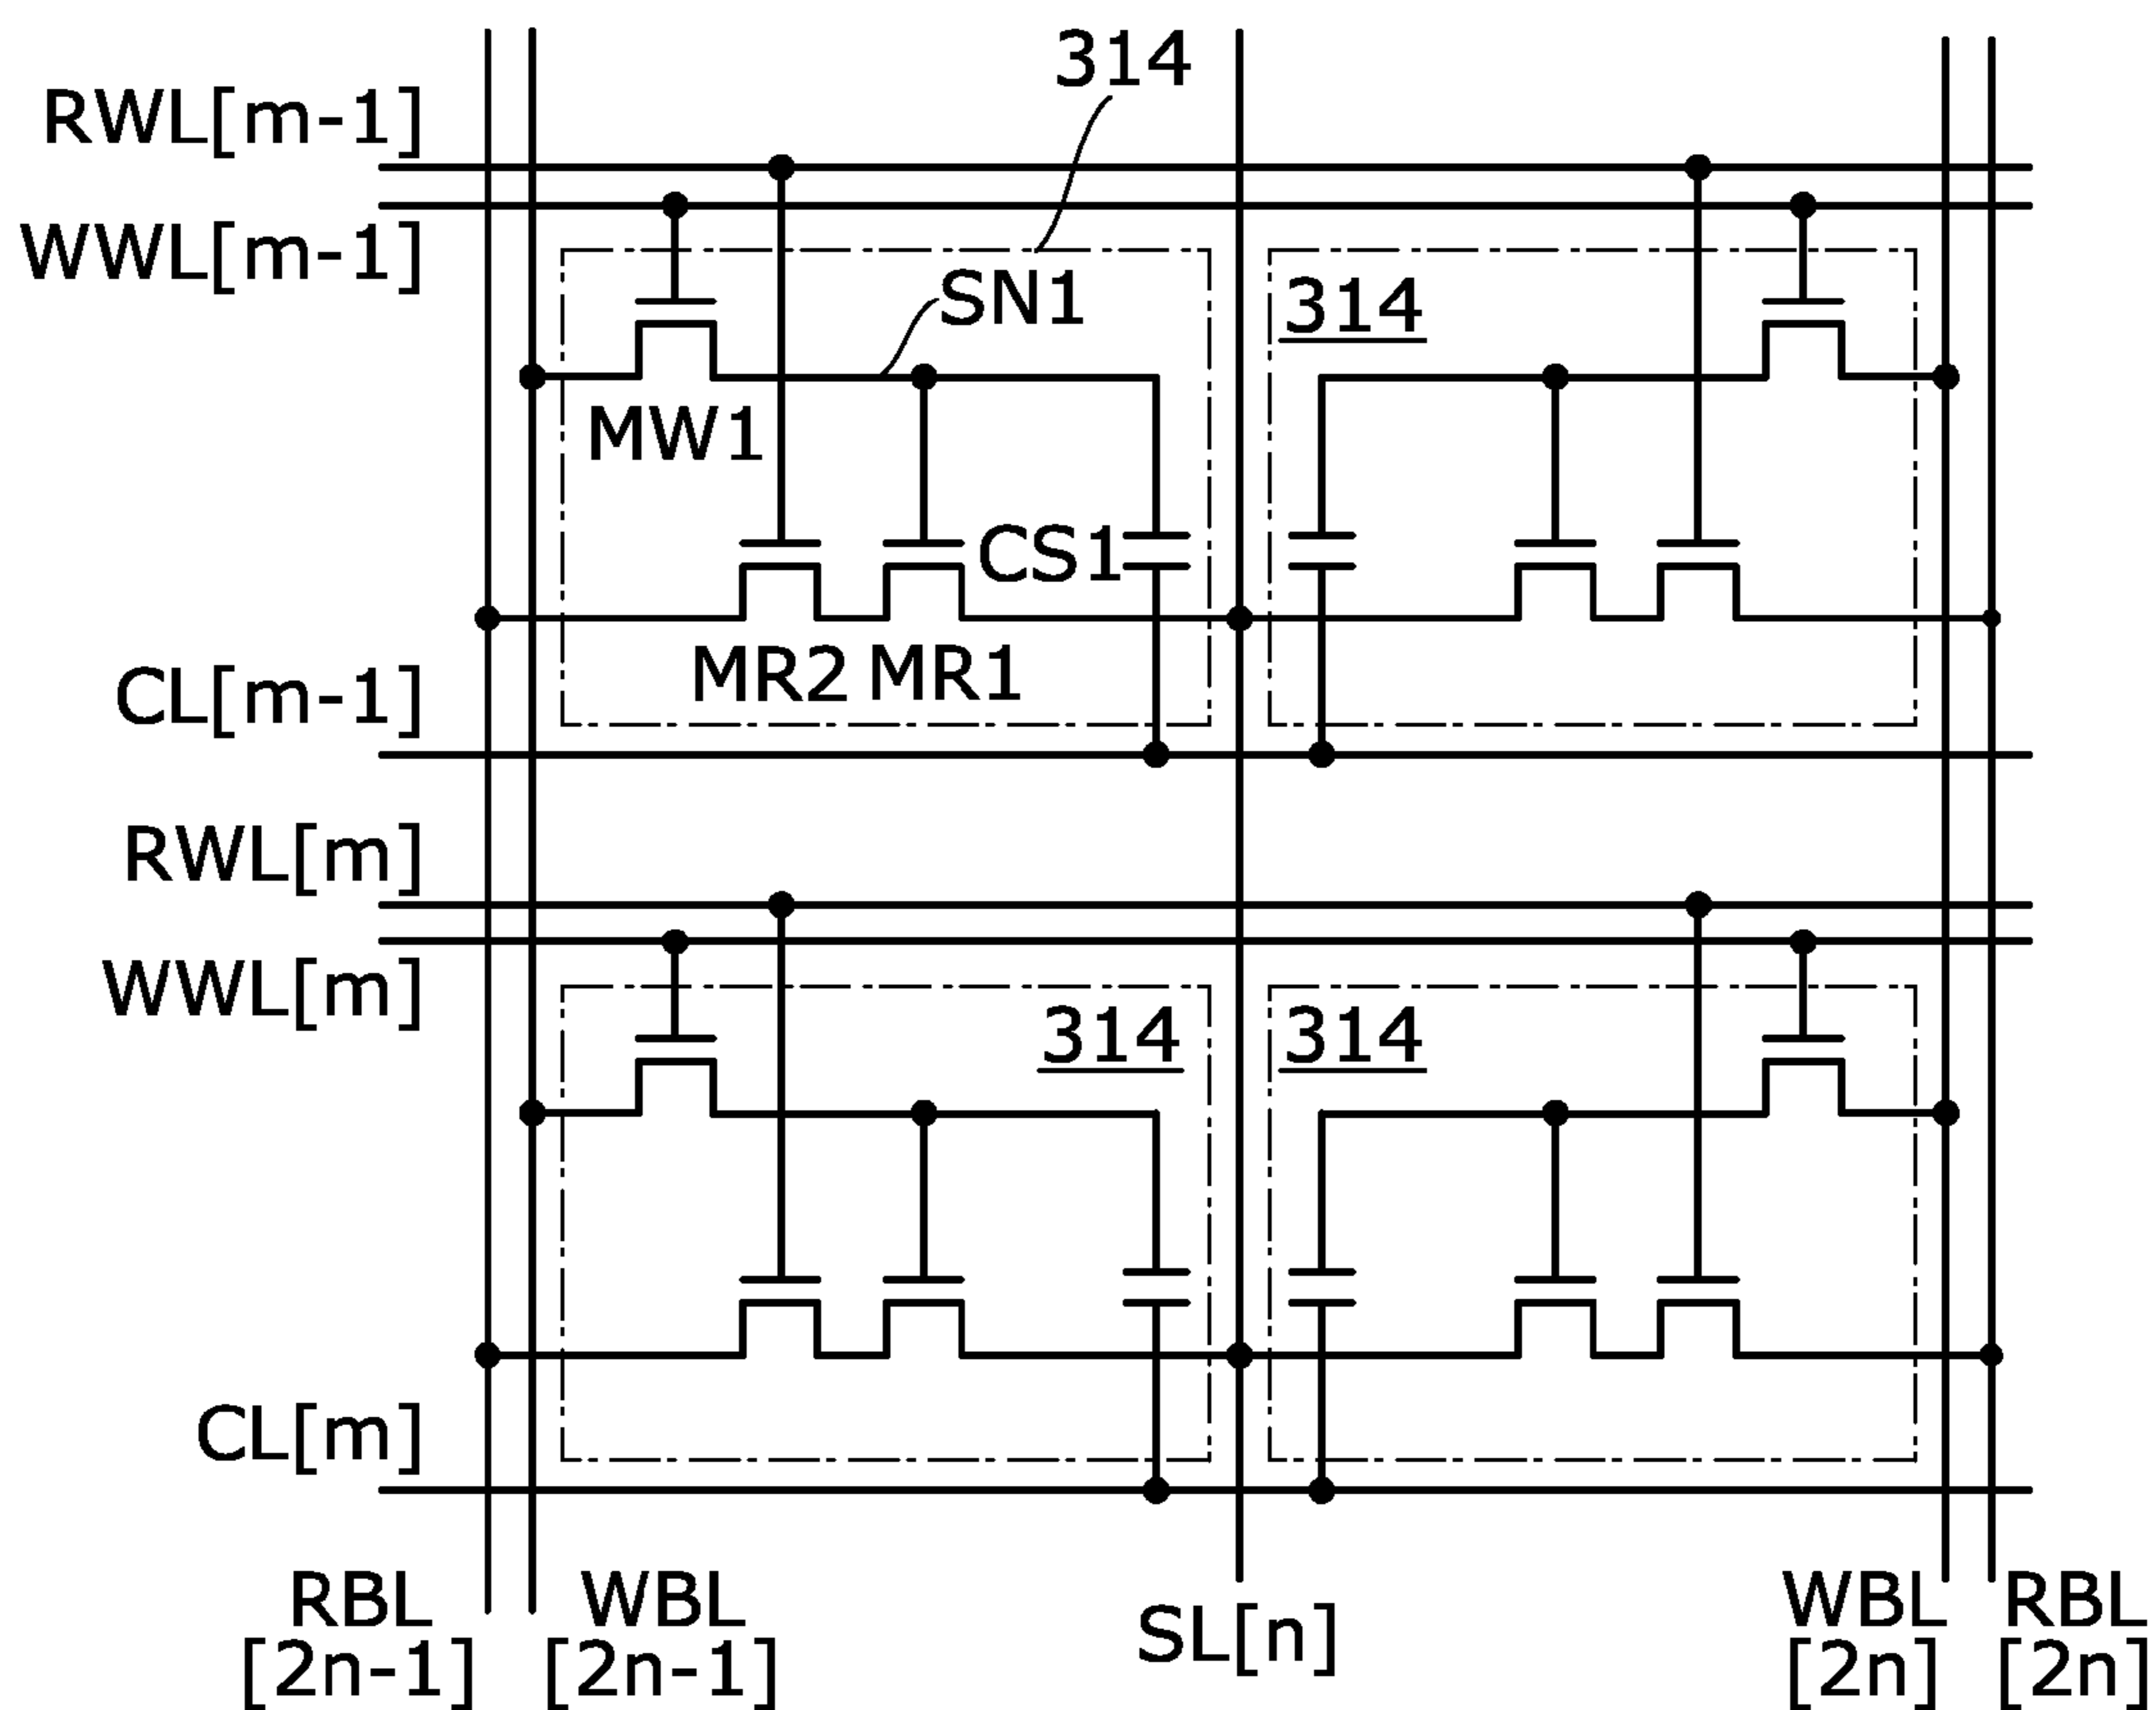 314
RWL[m-1]
WWL[m-1]
SN1
314
MW1
CS1
MR2 MR1
CL[m-1]
RWL[m]
WWL[m]
314
314
CL[m]
RBL
[2n-1]
WBL
[2n-1]
SL[n]
WBL
[2n]
RBL
[2n]